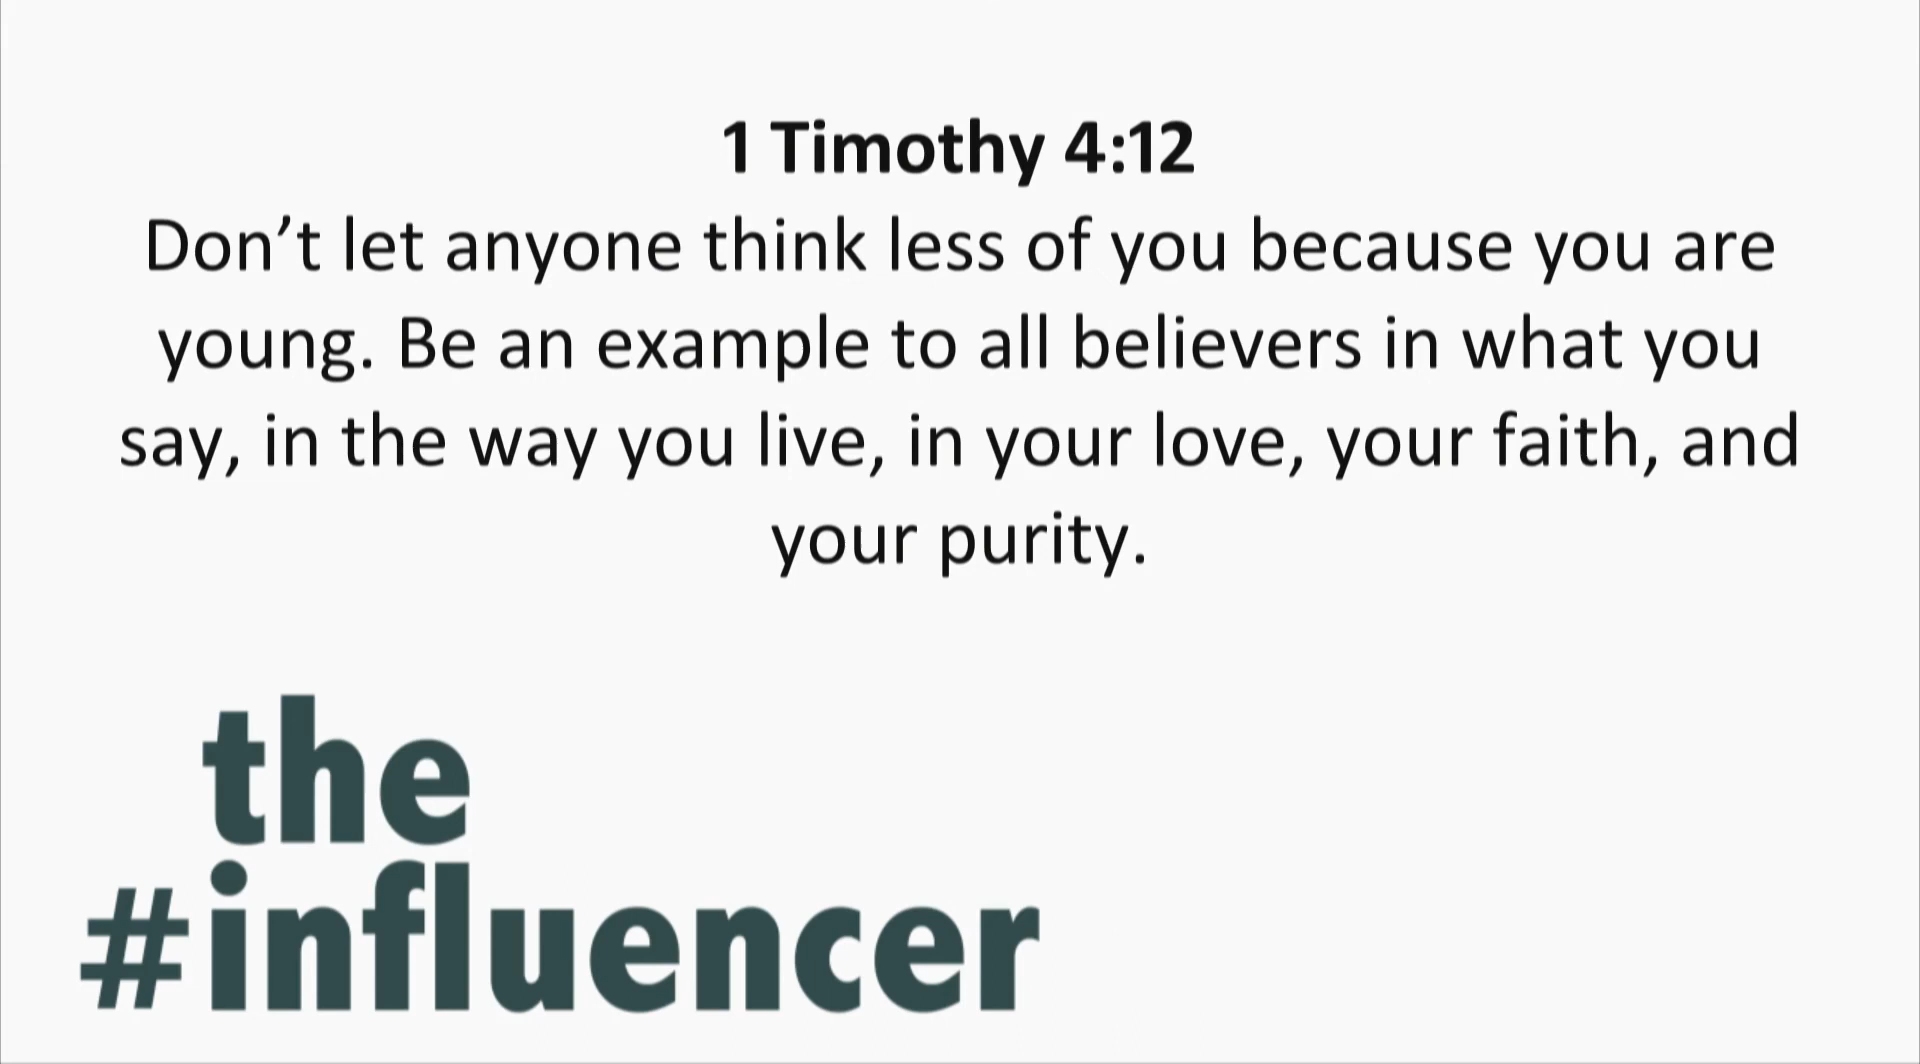 1 Timothy 4:12
Don’t let anyone think less of you because you are
young. Be an example to all believers in what you
say, in the way you live, in your love, your faith, and
your purity.
the
#influencer